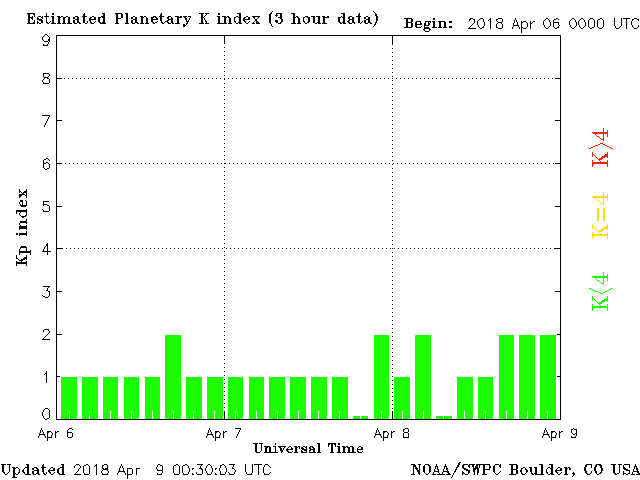 Estimated Planetary K index (3 hour data)
Begin: 2018 Apr 06 0000 UTC
9
8
7
6
5
4
3
2
1
0
Kp index
K>4
K=4
K<4
Apr 6
Apr 7
Apr 8
Apr 9
Universal Time
Updated 2018 Apr 9 00:30:03 UTC
NOAA/SWPC Boulder, CO USA